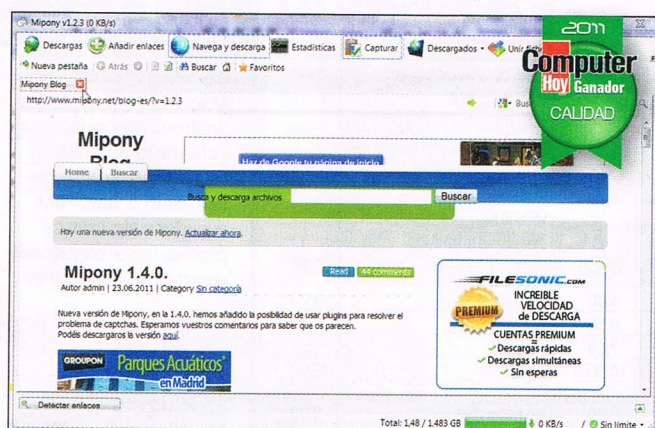 Mipony v1.2.3 (0 KB/s)
2011
Computer
Hoy Ganador
CALIDAD
Descargas Añadir enlaces Navega y descarga Estadísticas Capturar Descargados Unir
Nueva pestaña Atrás Buscar Favoritos
Mipony Blog
http://www.mipony.net/blog-es/?v=1.2.3
Mipony
Blog
Haz de Google tu página de inicio
Home Buscar
Busca y descarga archivos Buscar
Hay una nueva versión de Mipony. Actualizar ahora.
Mipony 1.4.0.
Read 44 comments
Autor admin | 23.06.2011 | Category Sin categoría
Nueva versión de Mipony, en la 1.4.0. hemos añadido la posibilidad de usar plugins para resolver el
problema de captchas. Esperamos vuestros comentarios para saber que os parecen.
Podéis descargaros la versión aquí.
GROUPON Parques Acuáticos
en Madrid
FILESONIC.COM
PREMIUM
INCREIBLE
VELOCIDAD
de DESCARGA
CUENTAS PREMIUM
=
Descargas rápidas
Descargas simultáneas
Sin esperas
Detectar enlaces
Total: 1,48 / 1.483 GB 0 KB/s / Sin límite